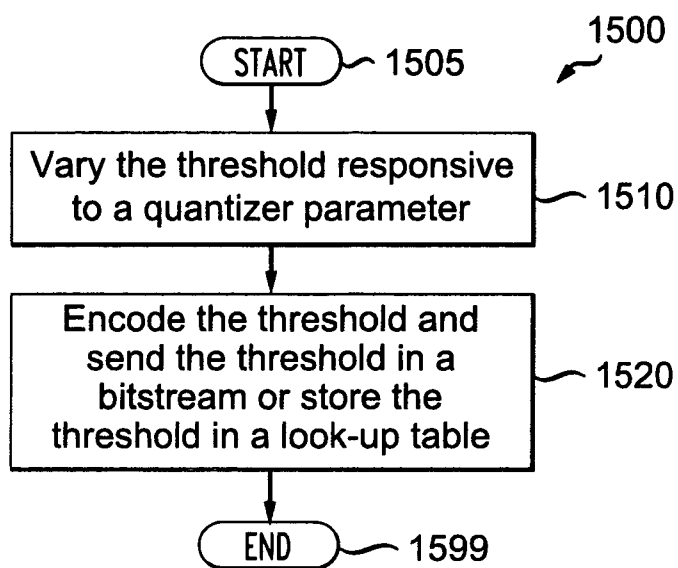 1500
START 1505
Vary the threshold responsive
to a quantizer parameter
1510
Encode the threshold and
send the threshold in a
bitstream or store the
threshold in a look-up table
1520
END 1599